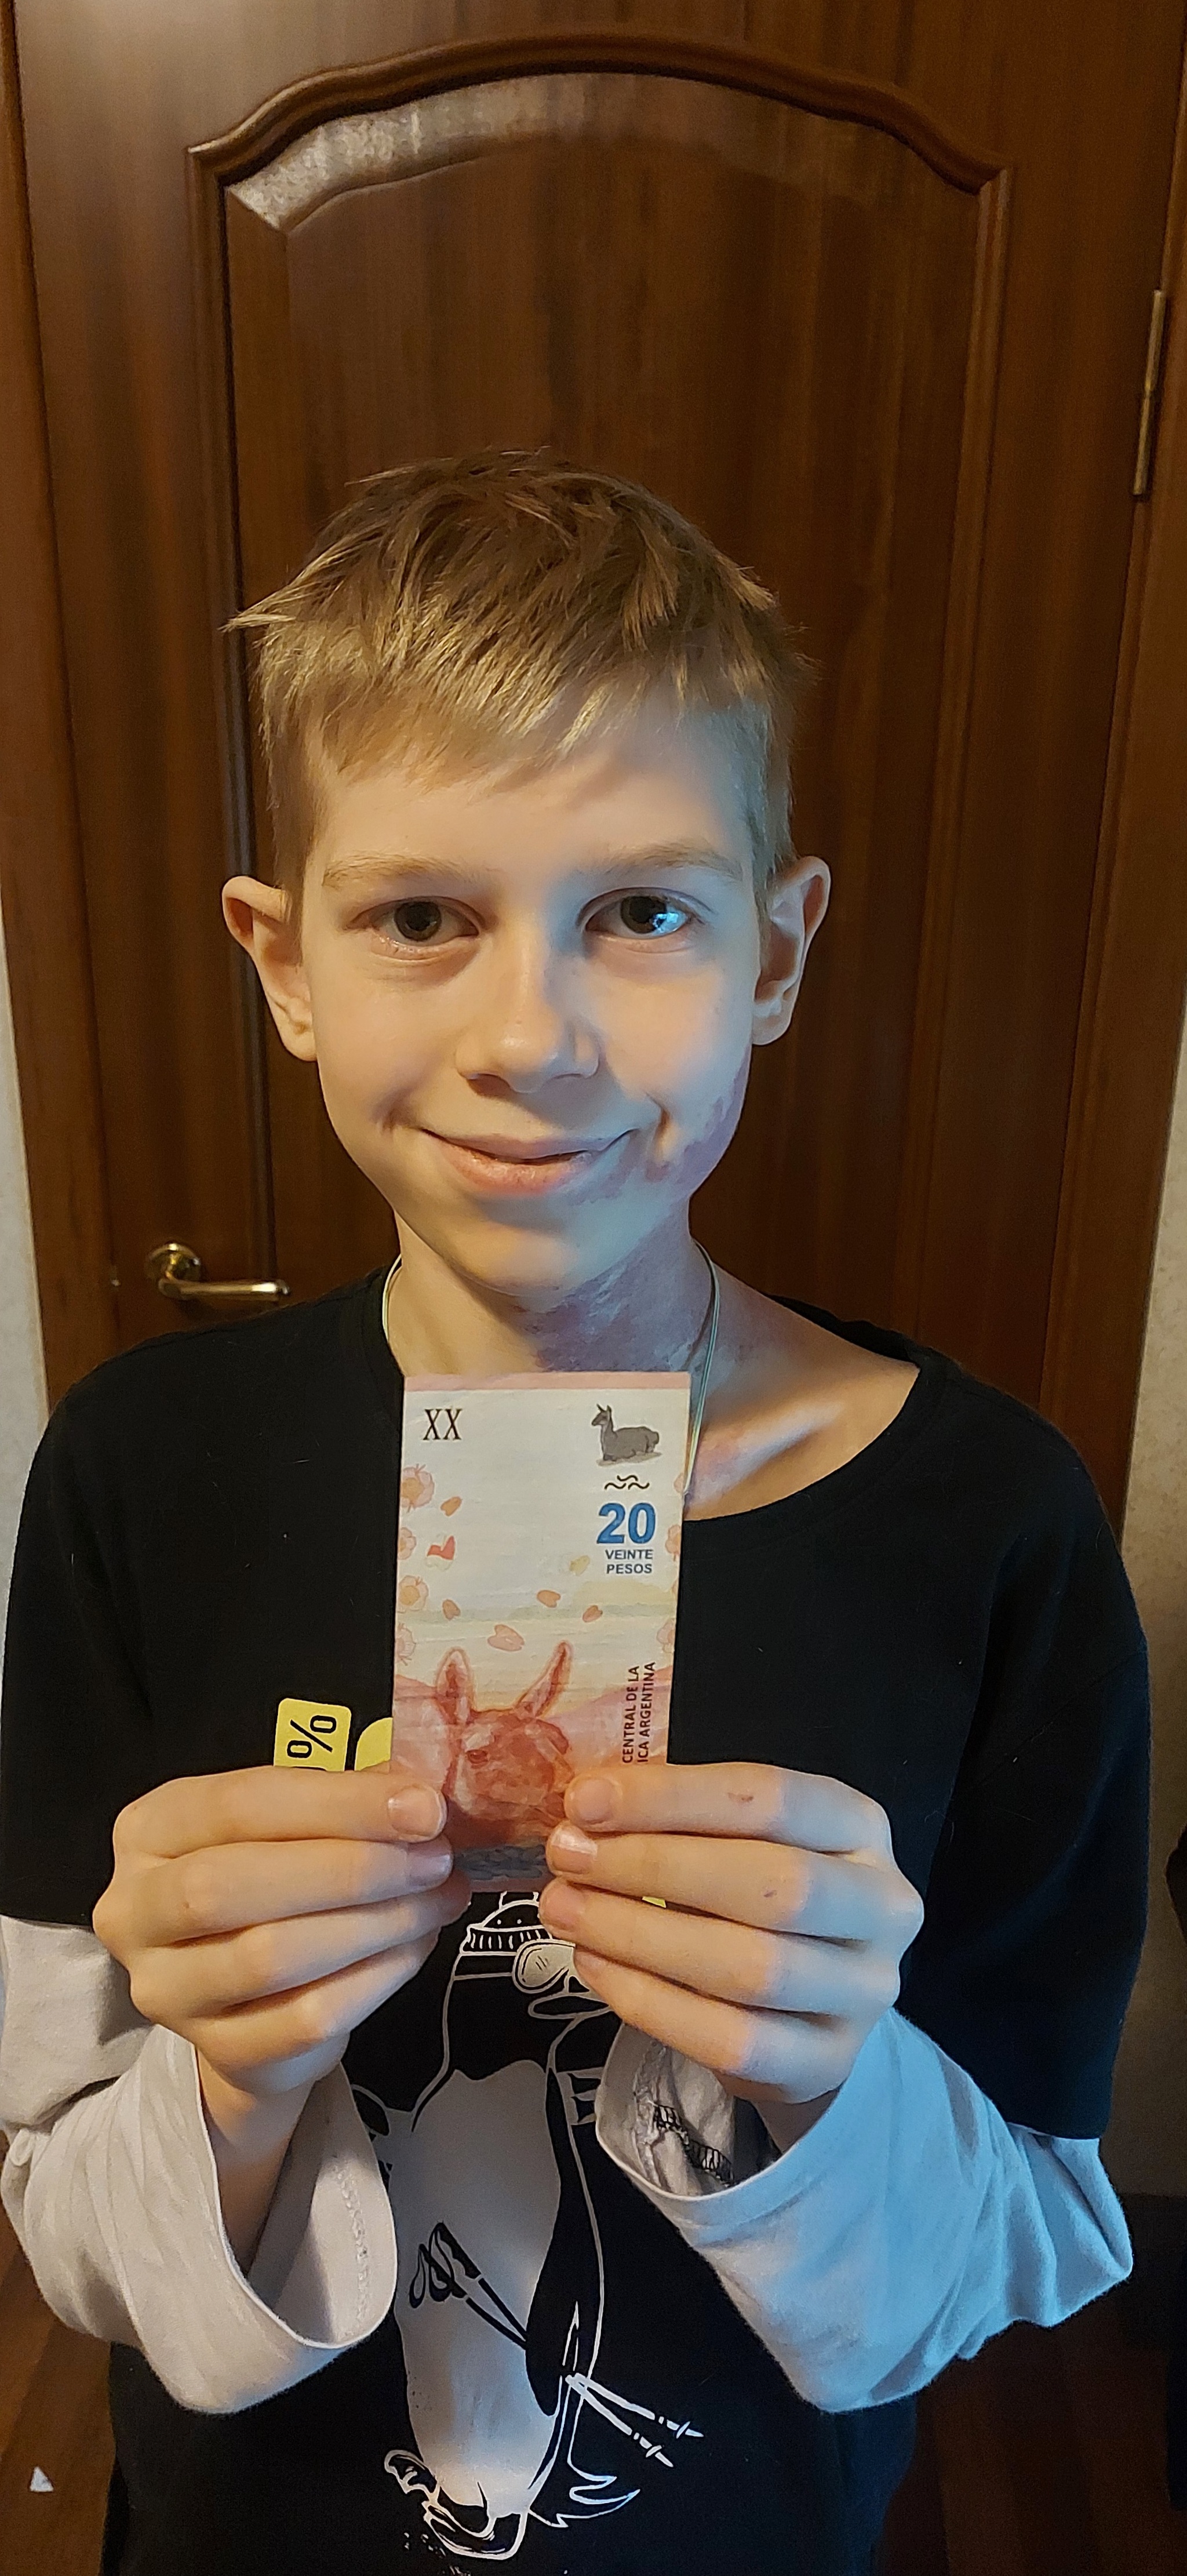 XX
20
VEINTE
PESOS
CENTRAL DE LA
ICA ARGENTINA
%